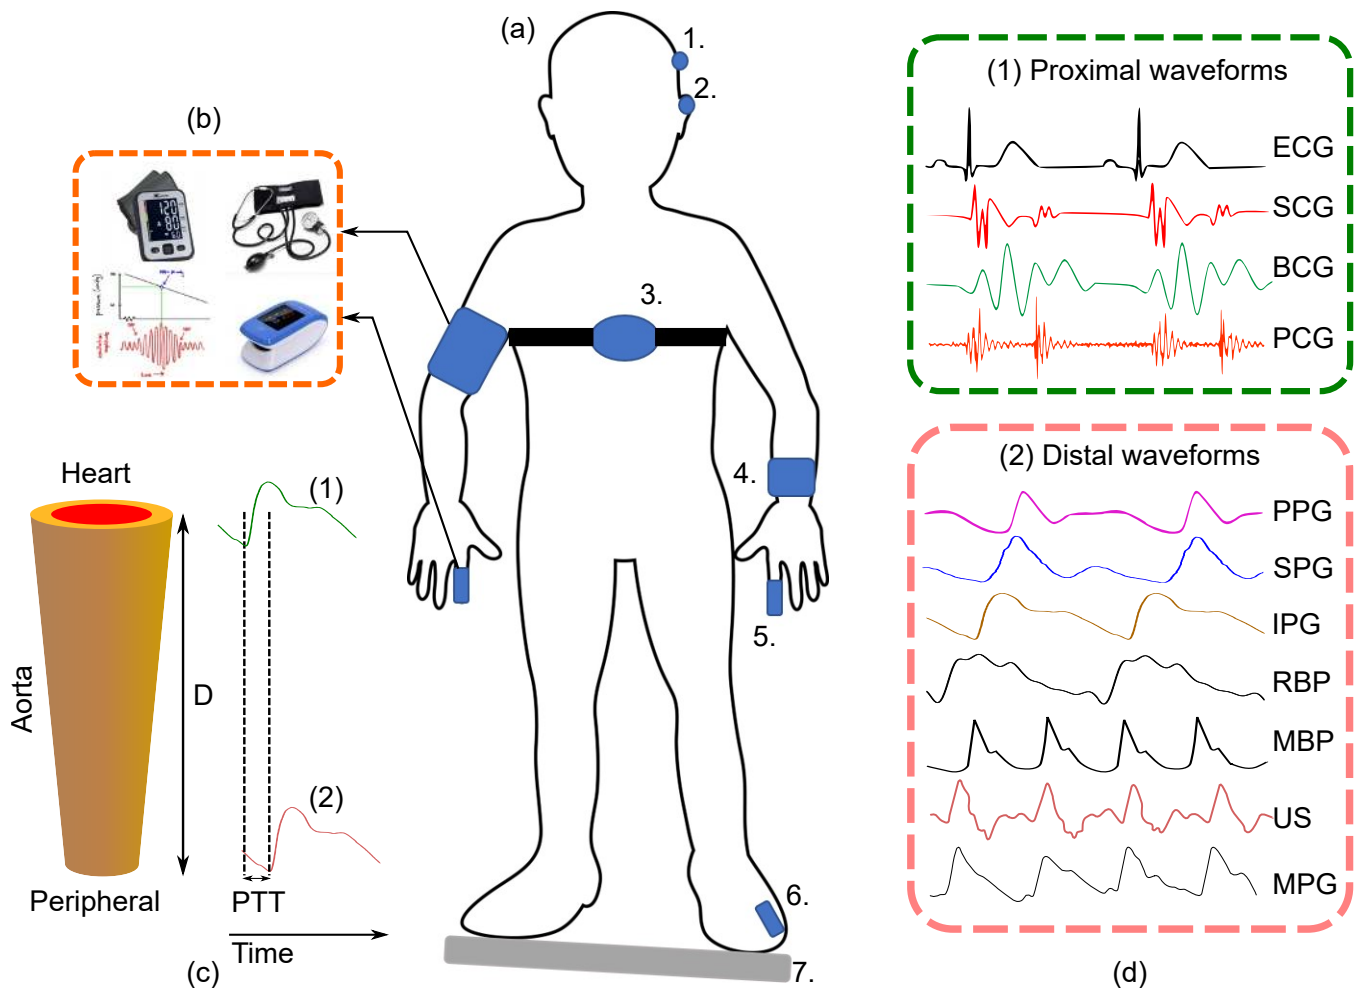 (a)
1.
2.
3.
4.
5.
6.
7.
(b)
Heart
Aorta
D
Peripheral
(1)
(2)
PTT
Time
(c)
(1) Proximal waveforms
ECG
SCG
BCG
PCG
(2) Distal waveforms
PPG
SPG
IPG
RBP
MBP
US
MPG
(d)